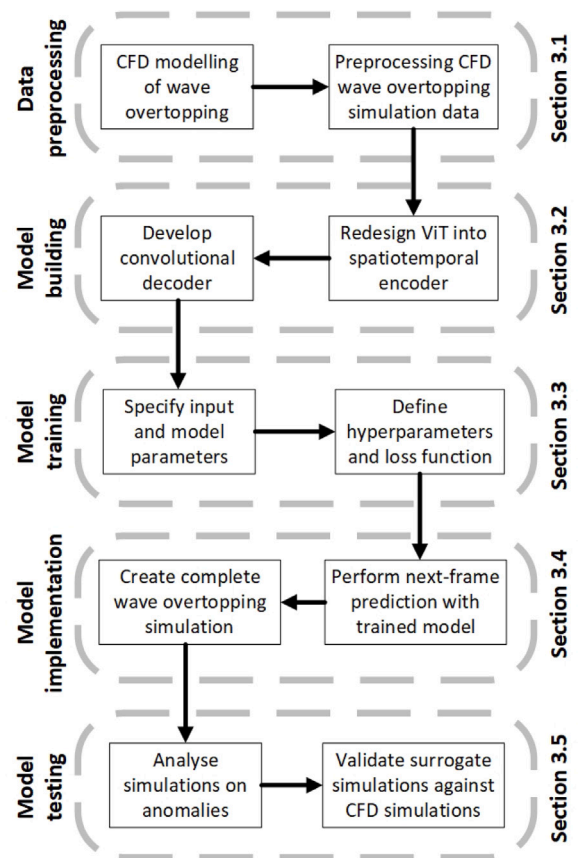 Data
preprocessing
CFD modelling
of wave
overtopping
Preprocessing CFD
wave overtopping
simulation data
Section 3.1
Model
building
Develop
convolutional
decoder
Redesign ViT into
spatiotemporal
encoder
Section 3.2
Model
training
Specify input
and model
parameters
Define
hyperparameters
and loss function
Section 3.3
Model
implementation
Create complete
wave overtopping
simulation
Perform next-frame
prediction with
trained model
Section 3.4
Model
testing
Analyse
simulations on
anomalies
Validate surrogate
simulations against
CFD simulations
Section 3.5